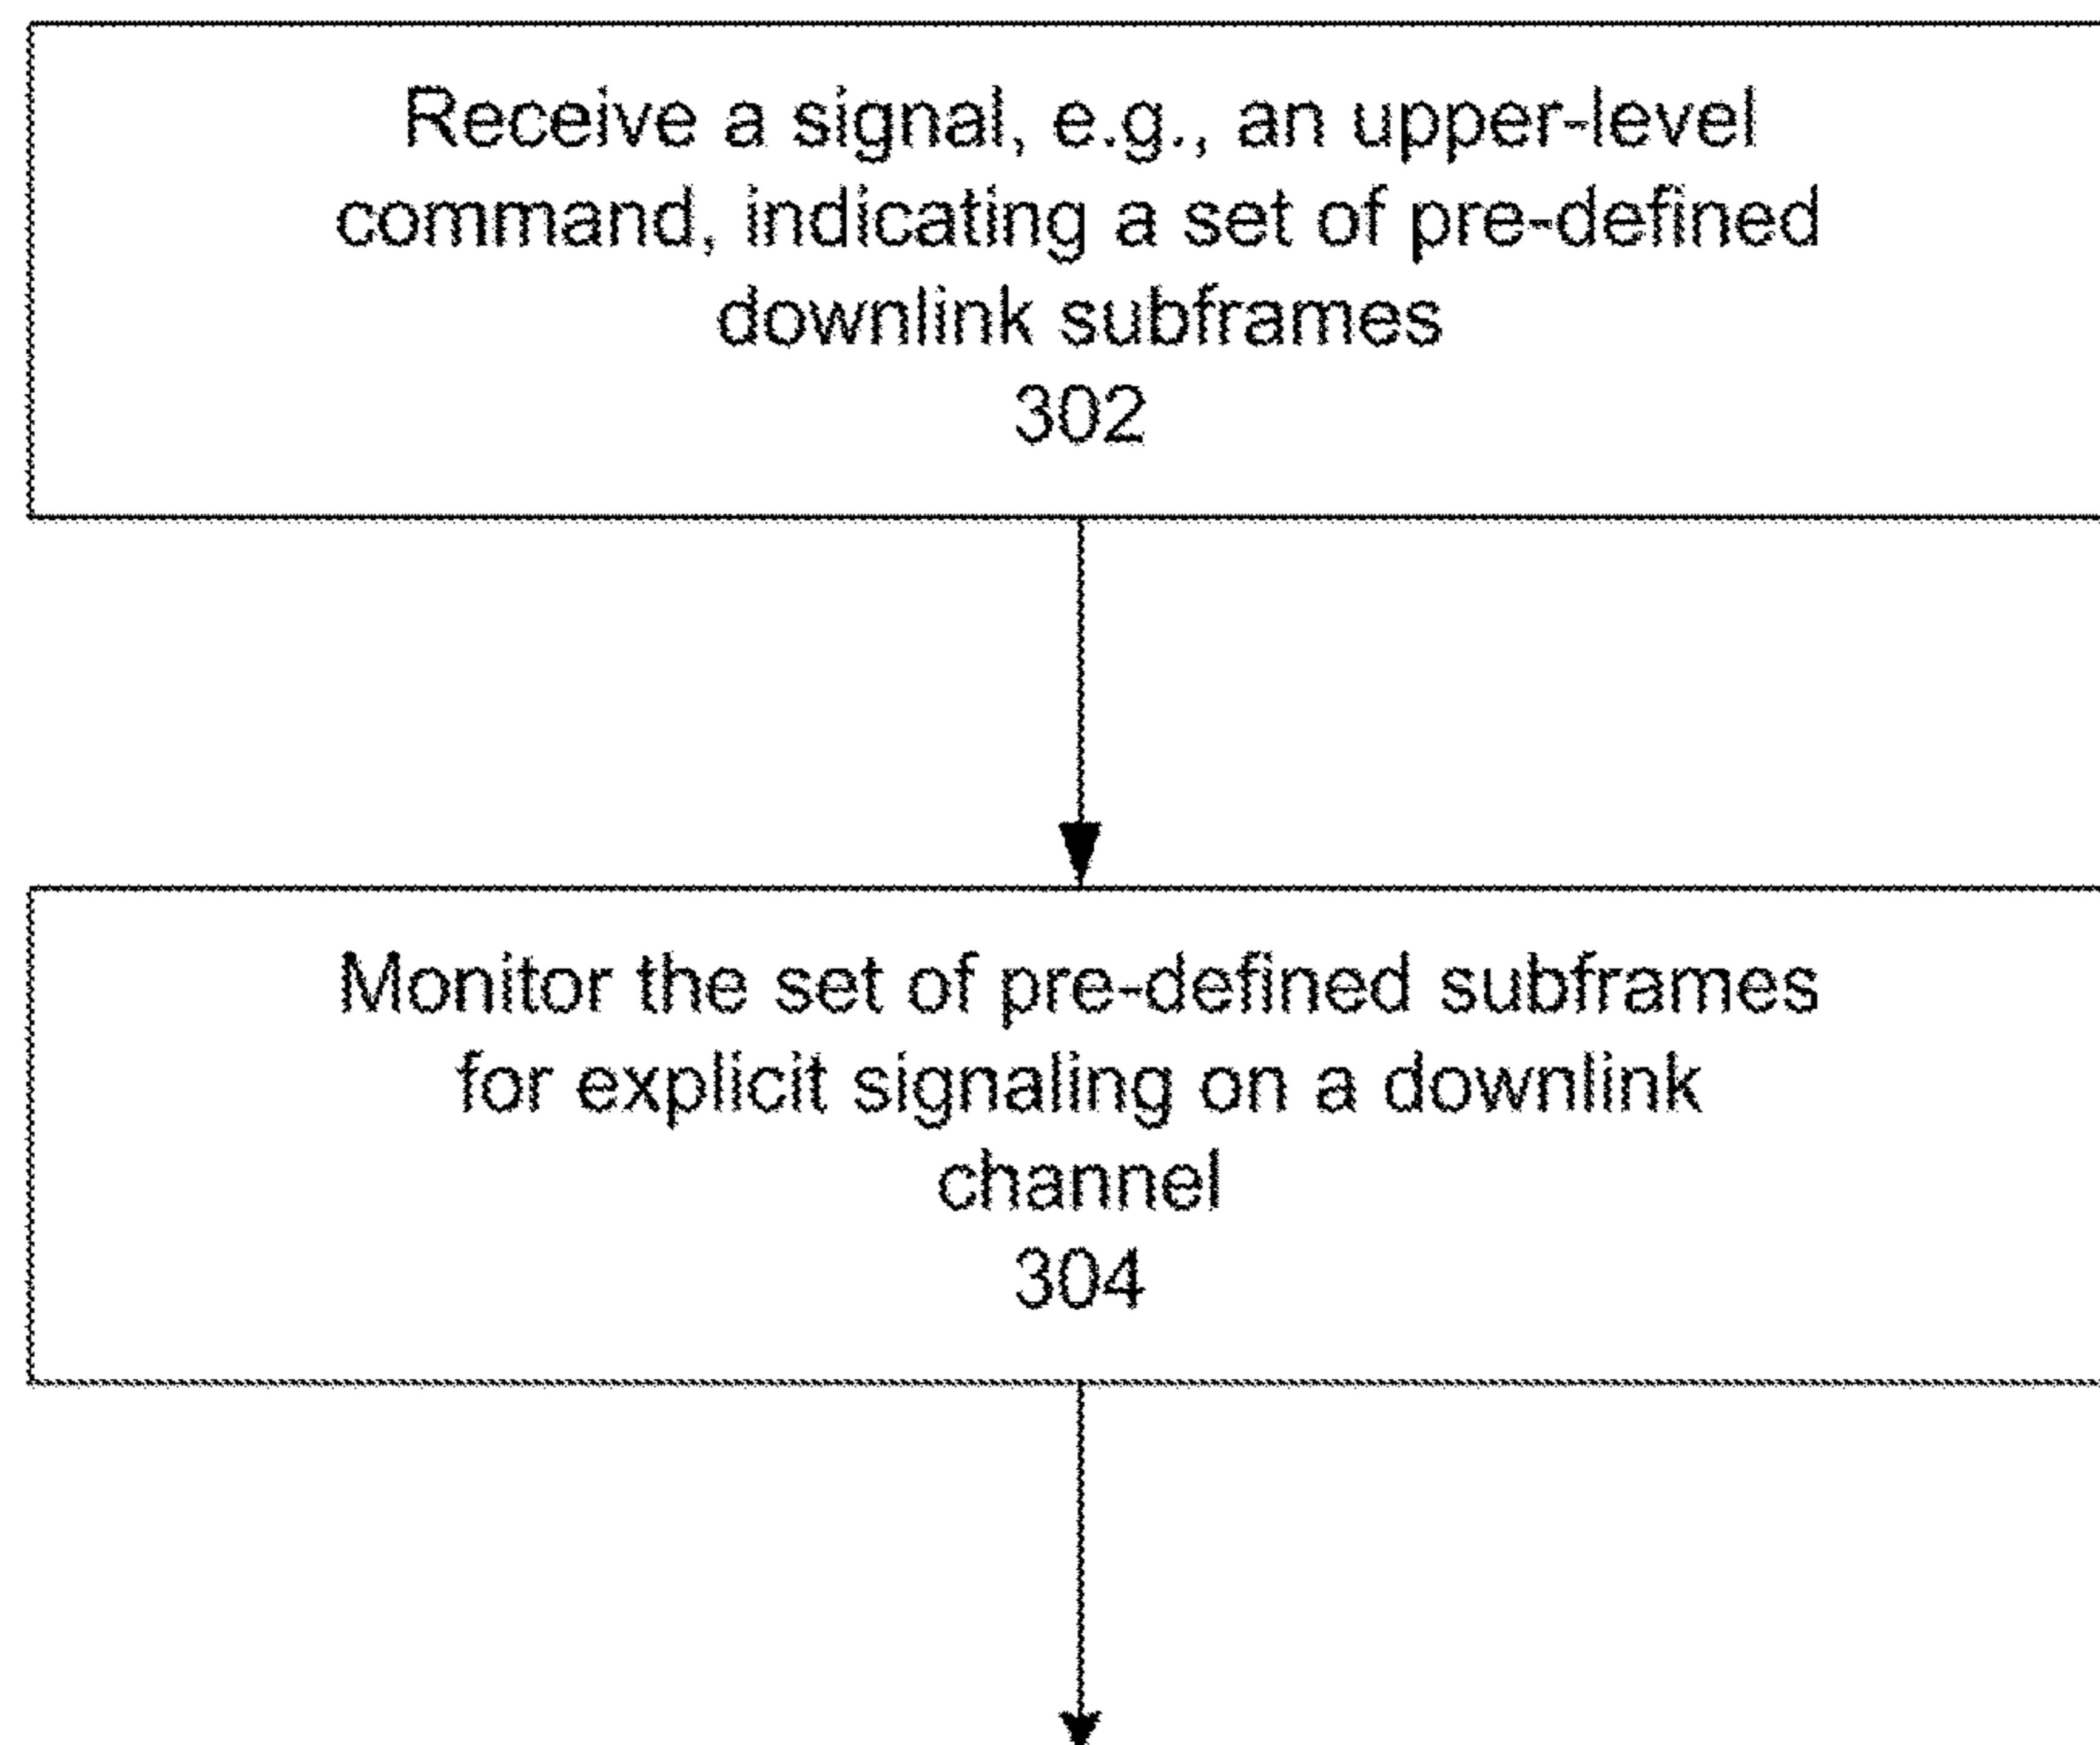 Receive a signal, e.g., an upper-level
command, indicating a set of pre-defined
downlink subframes
302
Monitor the set of pre-defined subframes
for explicit signaling on a downlink
channel
304